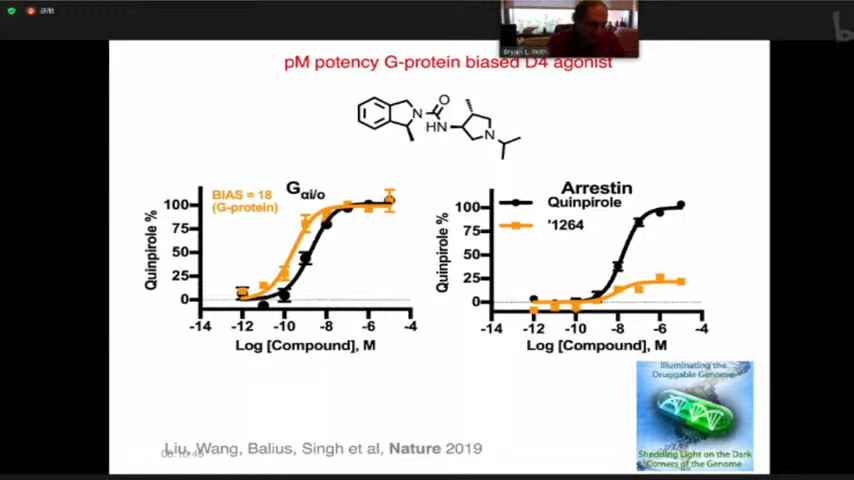 Bryan L. Roth
pM potency G-protein biased D4 agonist
O
N
HN
N
BIAS = 18
(G-protein)
Gαi/o
Quinpirole %
100
75
50
25
0
-14 -12 -10 -8 -6 -4
Log [Compound], M
Arrestin
Quinpirole
'1264
Quinpirole %
100
75
50
25
0
-14 -12 -10 -8 -6 -4
Log [Compound], M
Illuminating the
Druggable Genome
Shedding Light on the Dark
Corners of the Genome
Liu, Wang, Balius, Singh et al, Nature 2019